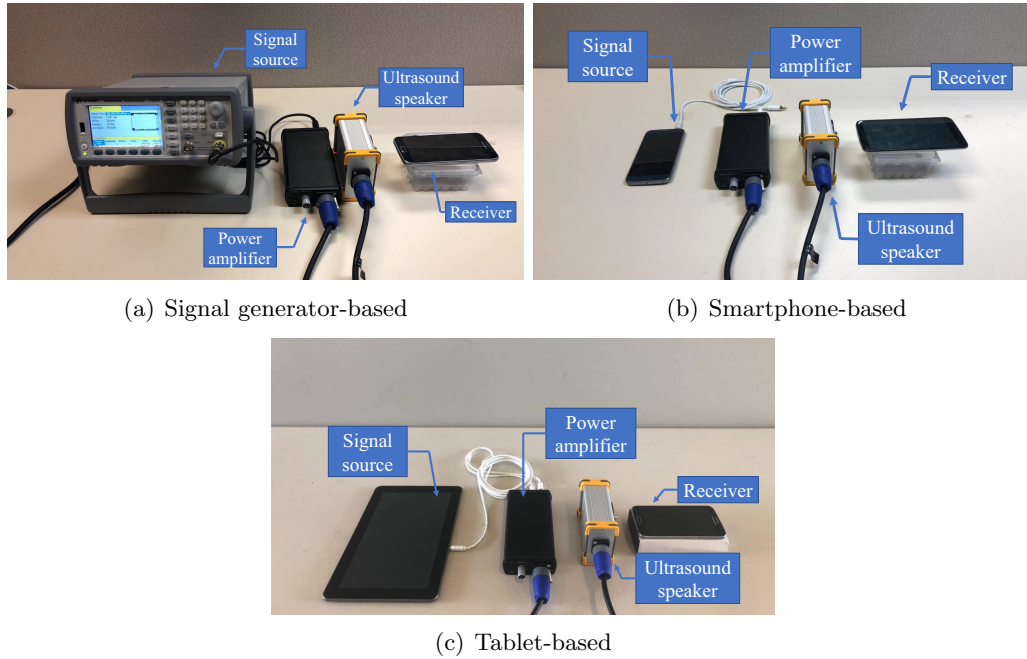 Signal
source
Ultrasound
speaker
Receiver
Power
amplifier
(a) Signal generator-based
Signal
source
Power
amplifier
Receiver
Ultrasound
speaker
(b) Smartphone-based
Signal
source
Power
amplifier
Receiver
Ultrasound
speaker
(c) Tablet-based